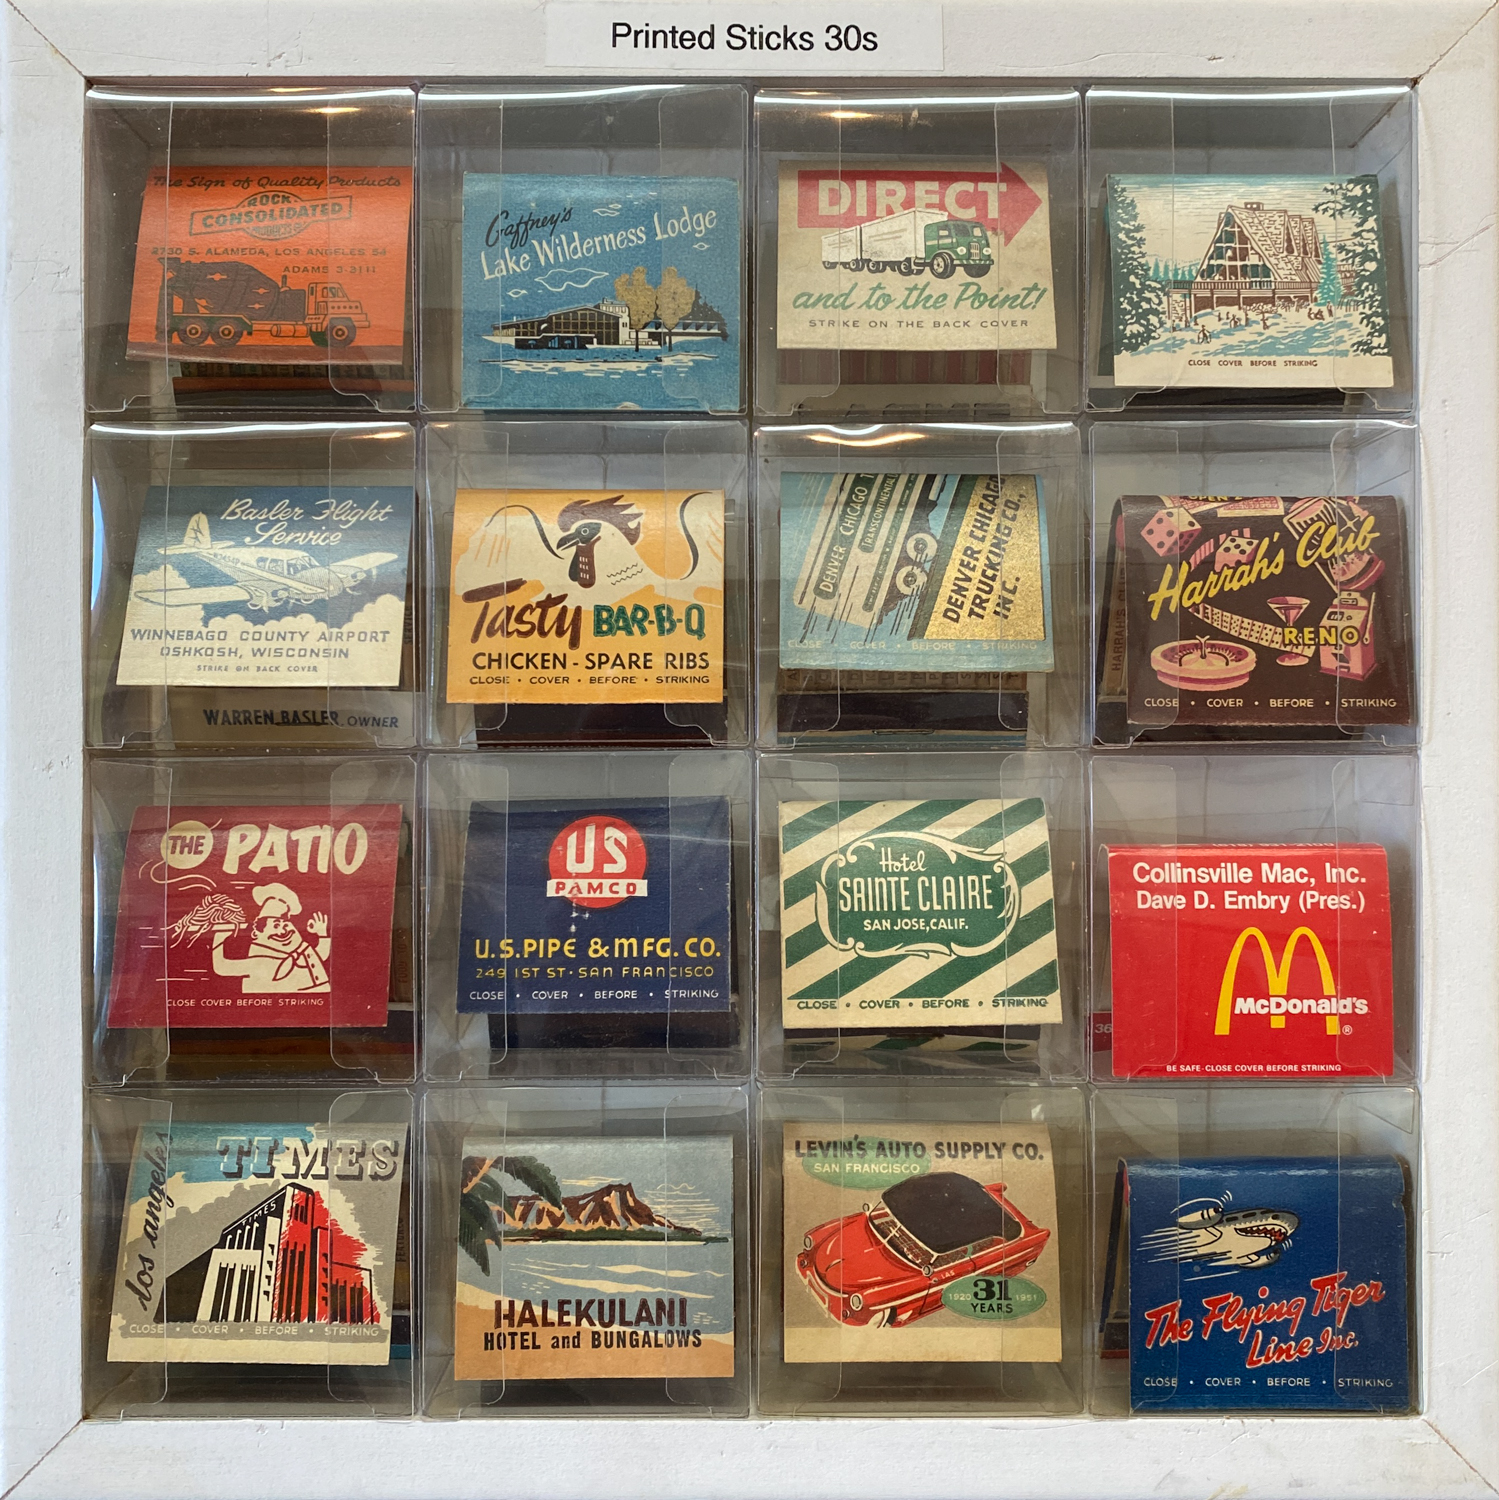 Printed Sticks 30s
The Sign of Quality Products
ROCK
CONSOLIDATED
PRODUCTS CO.
2730 S. ALAMEDA, LOS ANGELES 54
ADAMS 3-3111
Gaffney's
Lake Wilderness Lodge
DIRECT
and to the Point!
STRIKE ON THE BACK COVER
CLOSE COVER BEFORE STRIKING
Basler Flight
Service
WINNEBAGO COUNTY AIRPORT
OSHKOSH, WISCONSIN
STRIKE ON BACK COVER
WARREN BASLER, OWNER
Tasty BAR-B-Q
CHICKEN - SPARE RIBS
CLOSE • COVER • BEFORE • STRIKING
DENVER CHICAGO
TRANSCONTINENTAL
DENVER CHICAGO
TRUCKING CO.,
INC.
CLOSE • COVER • BEFORE • STRIKING
Harrah's Club
RENO
HARRAH'S
CLOSE • COVER • BEFORE • STRIKING
THE PATIO
CLOSE COVER BEFORE STRIKING
US
PAMCO
U.S. PIPE & MFG. CO.
249 1ST ST • SAN FRANCISCO
CLOSE • COVER • BEFORE • STRIKING
Hotel
SAINTE CLAIRE
SAN JOSE, CALIF.
CLOSE • COVER • BEFORE • STRIKING
Collinsville Mac, Inc.
Dave D. Embry (Pres.)
McDonald's
®
36
BE SAFE-CLOSE COVER BEFORE STRIKING
los angeles
TIMES
TIMES
CLOSE • COVER • BEFORE • STRIKING
HALEKULANI
HOTEL and BUNGALOWS
LEVIN'S AUTO SUPPLY CO.
SAN FRANCISCO
LAS
1920 31 1951
YEARS
The Flying Tiger
Line Inc.
CLOSE • COVER • BEFORE • STRIKING